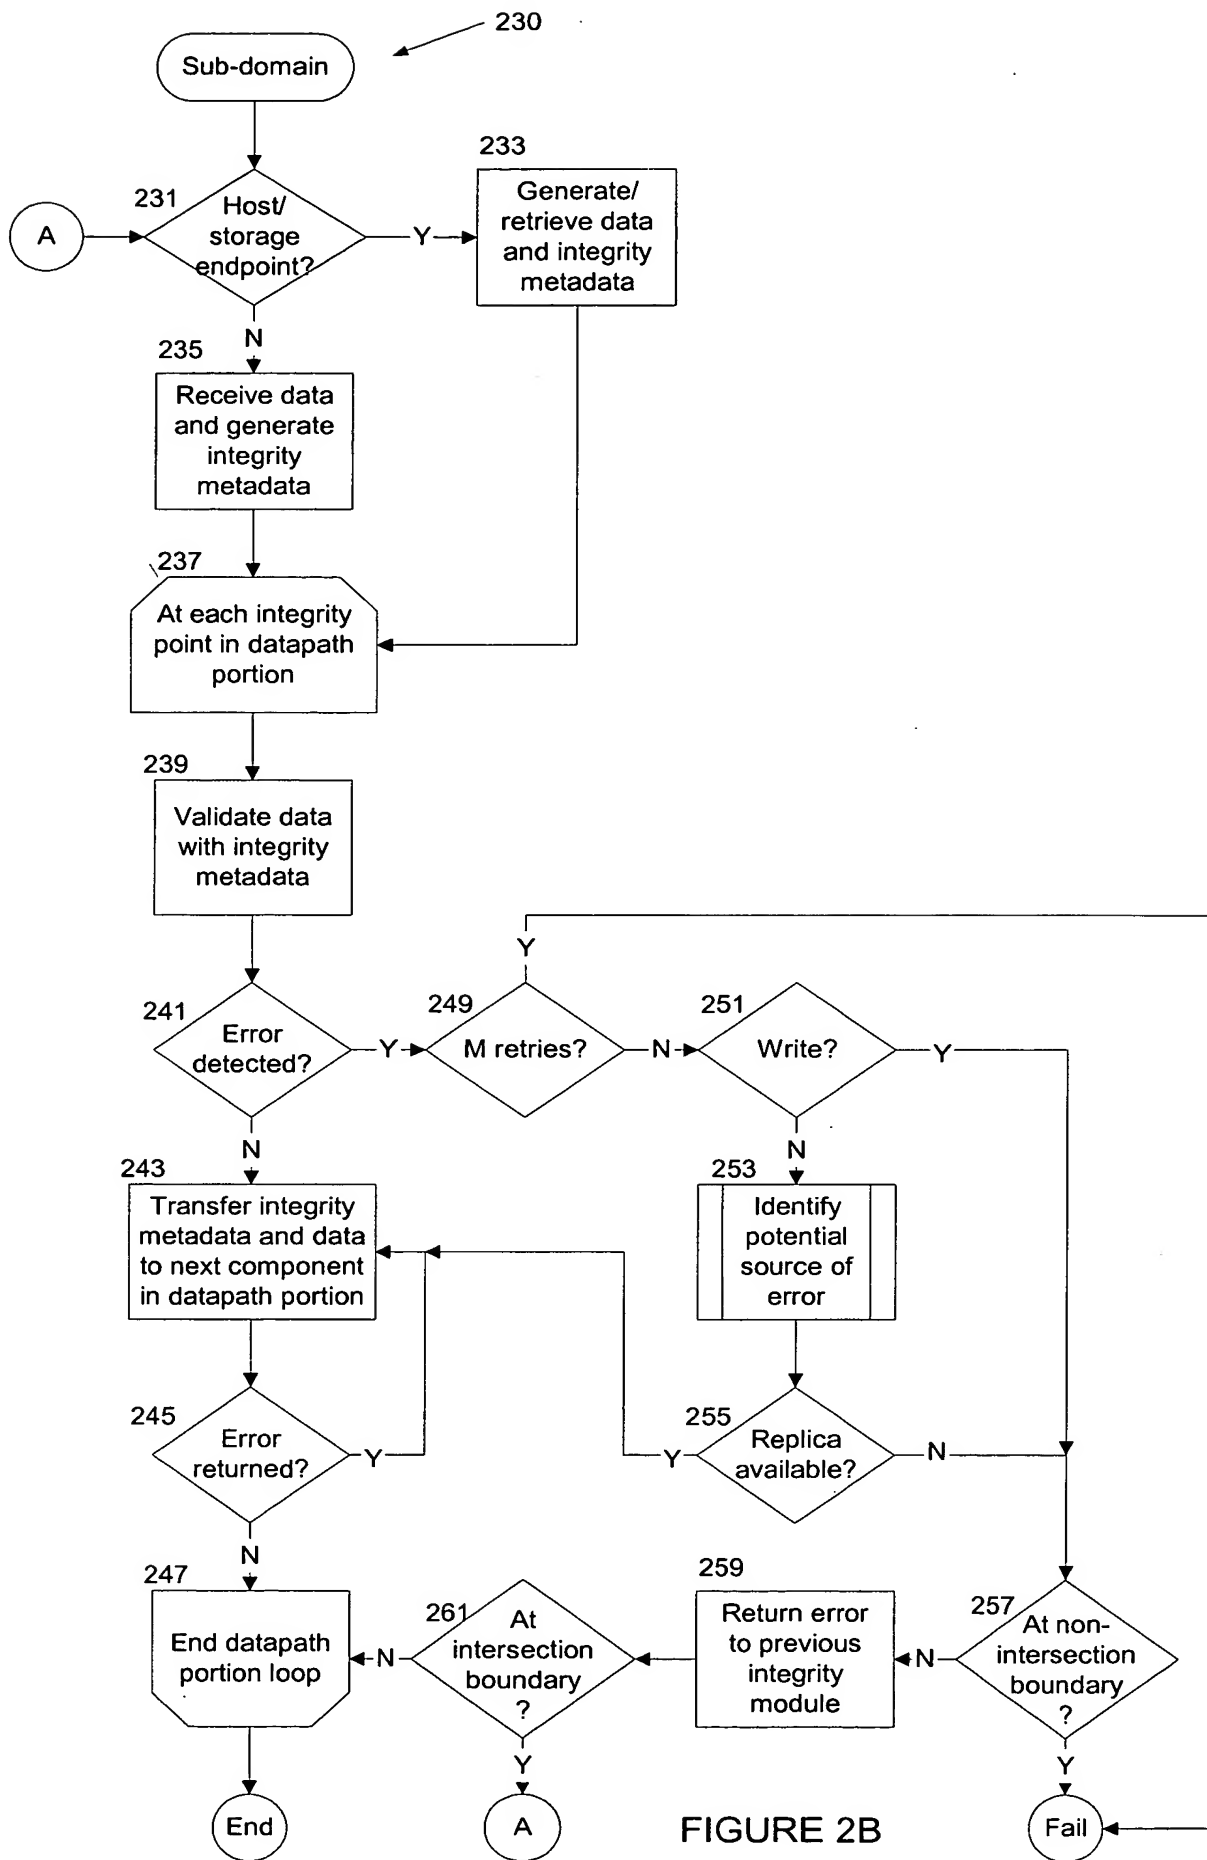 230
Sub-domain
233
231
Host/
storage
endpoint?
A
Y
Generate/
retrieve data
and integrity
metadata
N
235
Receive data
and generate
integrity
metadata
237
At each integrity
point in datapath
portion
239
Validate data
with integrity
metadata
Y
241
Error
detected?
Y
249
M retries?
N
251
Write?
Y
N
N
243
Transfer integrity
metadata and data
to next component
in datapath portion
253
Identify
potential
source of
error
245
Error
returned?
Y
Y
255
Replica
available?
N
N
247
End datapath
portion loop
N
261
At
intersection
boundary
?
259
Return error
to previous
integrity
module
N
257
At non-
intersection
boundary
?
Y
Y
End
A
FIGURE 2B
Fail